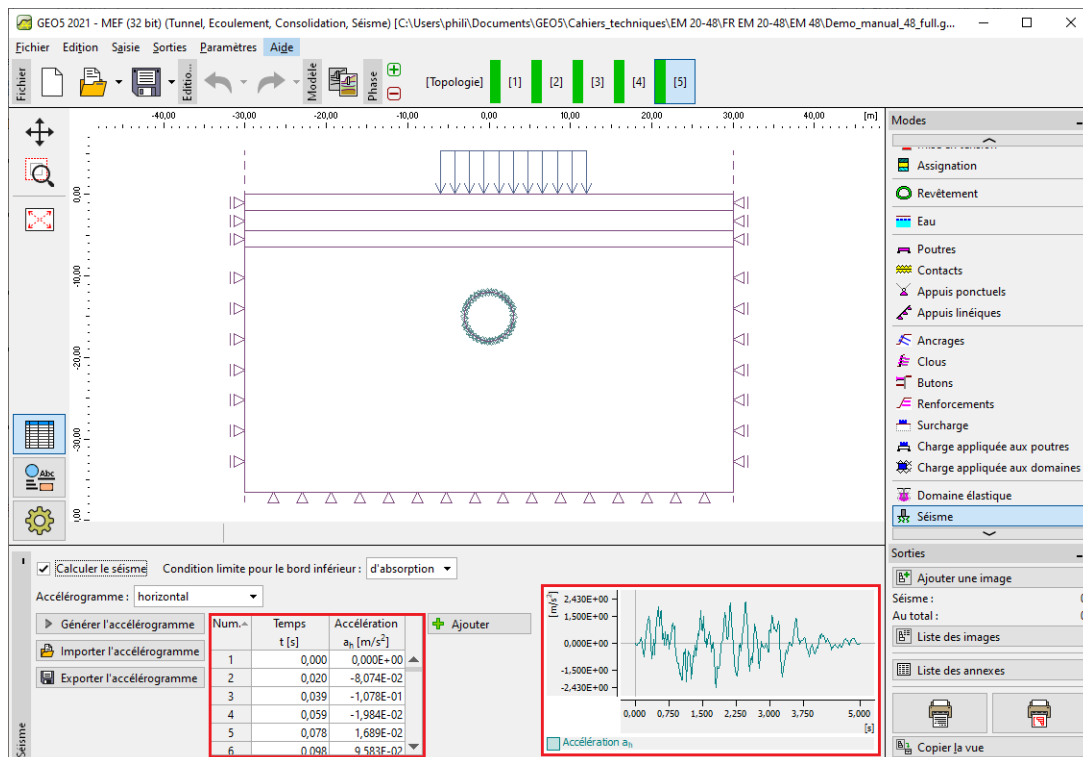 GEO5 2021 - MEF (32 bit) (Tunnel, Ecoulement, Consolidation, Séisme) [C:\Users\phili\Documents\GEO5\Cahiers_techniques\EM 20-48\FR EM 20-48\EM 48\Demo_manual_48_full.g...
Fichier Edition Saisie Sorties Paramètres Aide
Fichier
Editio...
Modèle
Phase
[Topologie] [1] [2] [3] [4] [5]
-40,00 -30,00 -20,00 -10,00 0,00 10,00 20,00 30,00 40,00 [m]
0,00
-10,00
-20,00
-30,00
Abc
Modes
Assignation
Revêtement
Eau
Poutres
Contacts
Appuis ponctuels
Appuis linéiques
Ancrages
Clous
Butons
Renforcements
Surcharge
Charge appliquée aux poutres
Charge appliquée aux domaines
Domaine élastique
Séisme
Sorties
Ajouter une image
Séisme : 0
Au total : 0
Liste des images
Liste des annexes
Copier la vue
Séisme
Calculer le séisme Condition limite pour le bord inférieur : d'absorption
Accélérogramme : horizontal
Générer l'accélérogramme
Importer l'accélérogramme
Exporter l'accélérogramme
Num. Temps Accélération
t [s] ah [m/s²]
1 0,000 0,000E+00
2 0,020 -8,074E-02
3 0,039 -1,078E-01
4 0,059 -1,984E-02
5 0,078 1,689E-02
6 0,098 9,583E-02
Ajouter
[m/s²]
2,430E+00
1,500E+00
0,000E+00
-1,500E+00
-2,430E+00
0,000 0,750 1,500 2,250 3,000 3,750 5,000
[s]
Accélération ah